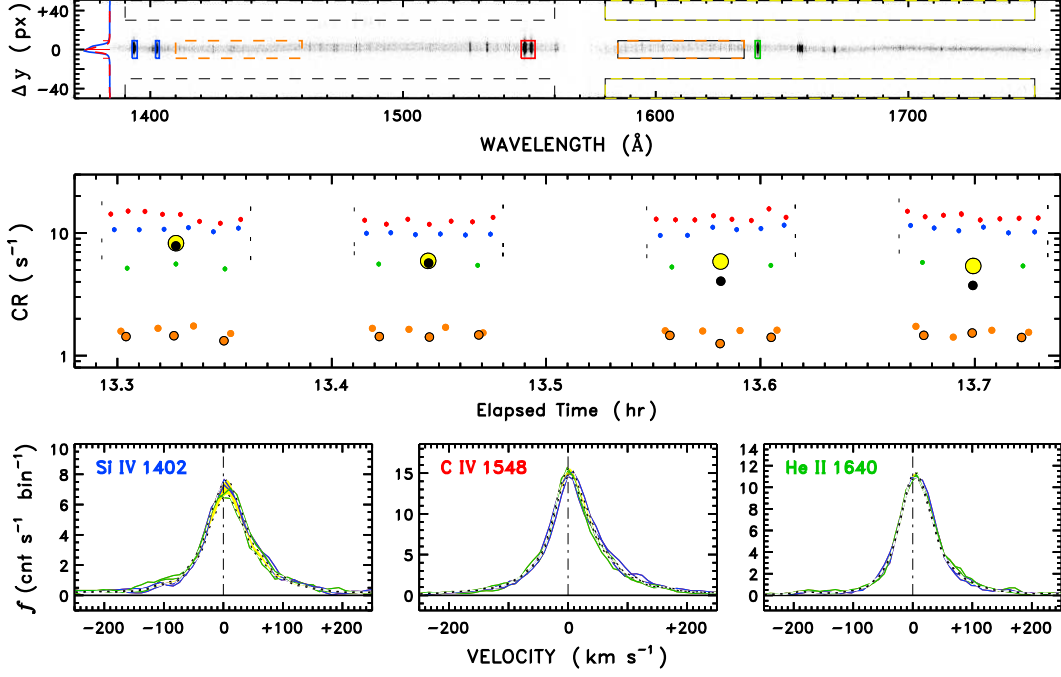 +40
0
−40
Δ y (px)
1400 1500 1600 1700
WAVELENGTH (Å)
10
1
CR (s⁻¹)
13.3 13.4 13.5 13.6 13.7
Elapsed Time (hr)
f (cnt s⁻¹ bin⁻¹)
10
8
6
4
2
0
Si IV 1402
−200 −100 0 +100 +200
15
10
5
0
C IV 1548
−200 0 +200
14
12
10
8
6
4
2
0
He II 1640
−200 −100 0 +100 +200
VELOCITY (km s⁻¹)